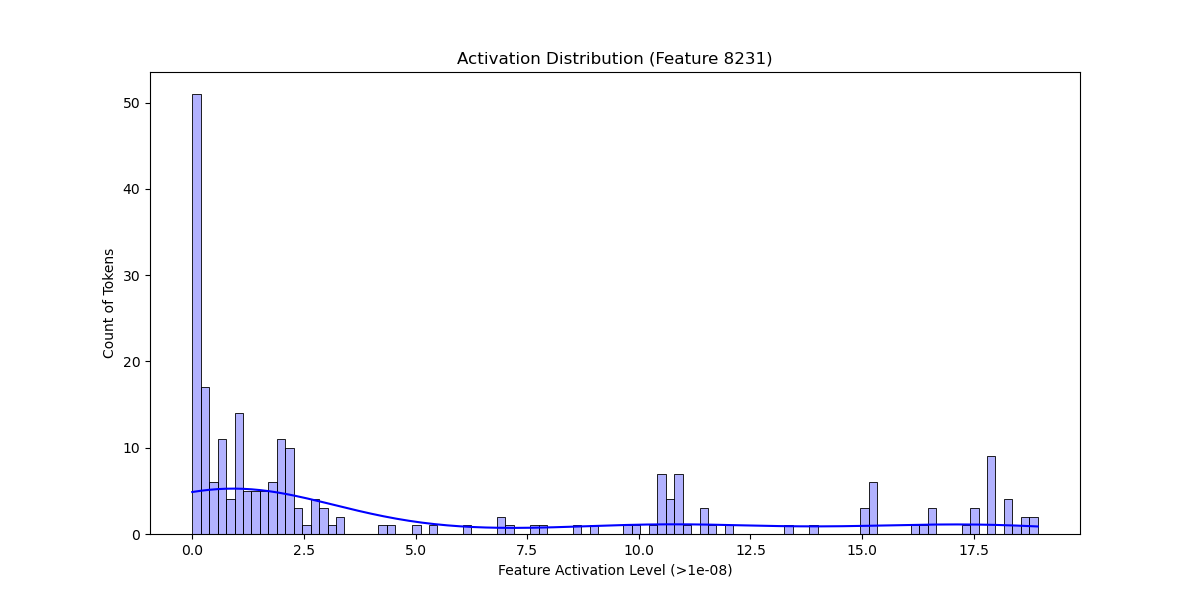 Activation Distribution (Feature 8231)
Count of Tokens
50
40
30
20
10
0
0.0 2.5 5.0 7.5 10.0 12.5 15.0 17.5
Feature Activation Level (>1e-08)